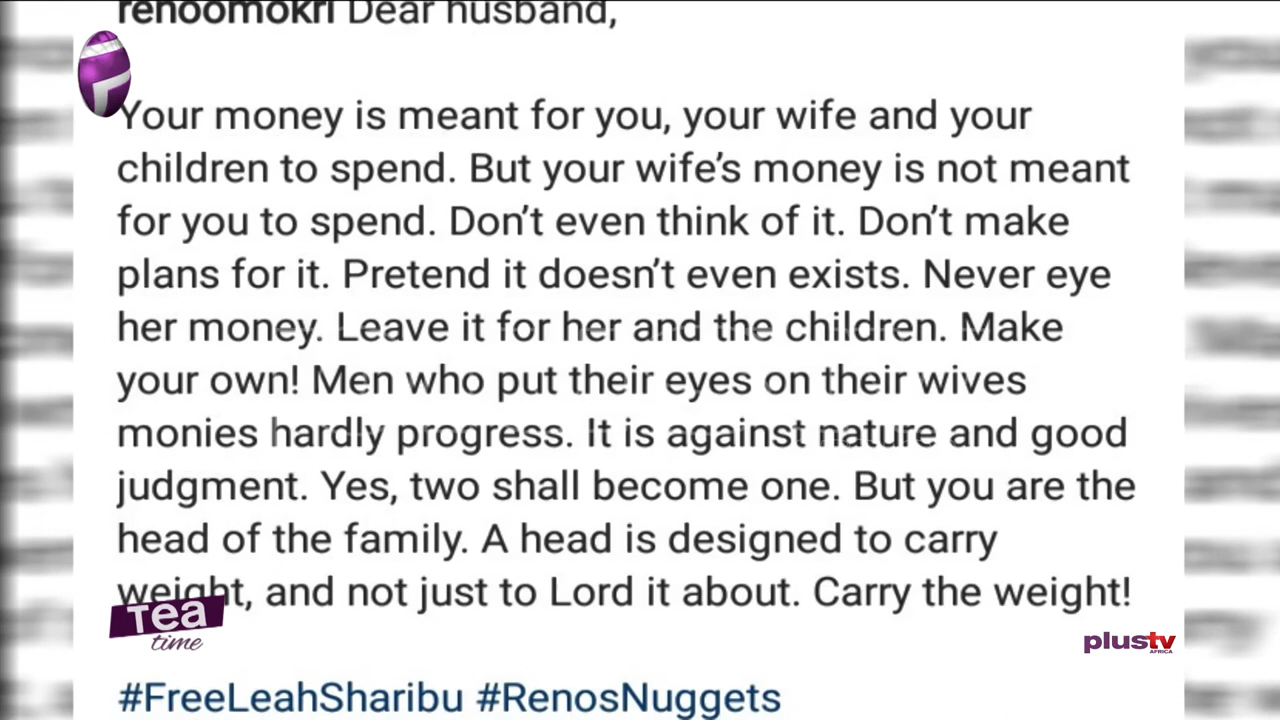 renoomokri Dear husband,
Your money is meant for you, your wife and your
children to spend. But your wife's money is not meant
for you to spend. Don't even think of it. Don't make
plans for it. Pretend it doesn't even exists. Never eye
her money. Leave it for her and the children. Make
your own! Men who put their eyes on their wives
monies hardly progress. It is against nature and good
judgment. Yes, two shall become one. But you are the
head of the family. A head is designed to carry
weight, and not just to Lord it about. Carry the weight!
Tea
time
plustv
AFRICA
#FreeLeahSharibu #RenosNuggets